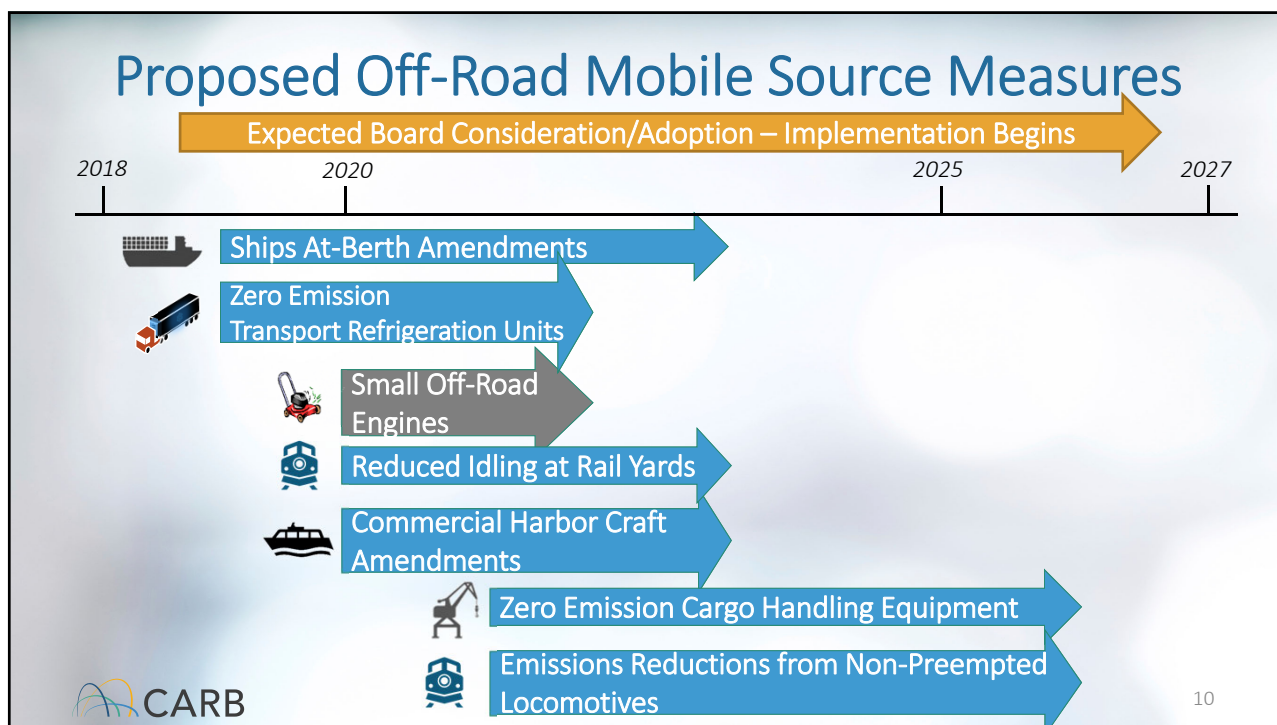 Proposed Off-Road Mobile Source Measures
Expected Board Consideration/Adoption – Implementation Begins
2018
2020
2025
2027
Ships At-Berth Amendments
Zero Emission
Transport Refrigeration Units
Small Off-Road
Engines
Reduced Idling at Rail Yards
Commercial Harbor Craft
Amendments
Zero Emission Cargo Handling Equipment
Emissions Reductions from Non-Preempted
Locomotives
CARB
10